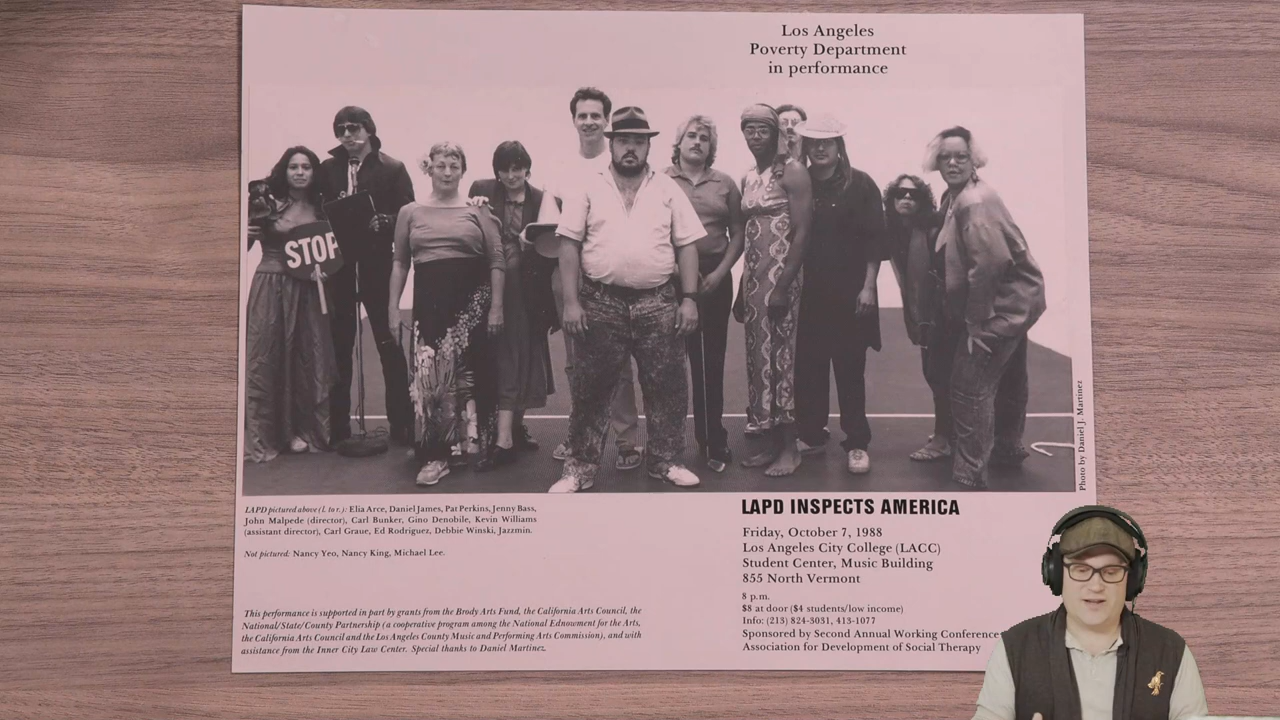 Los Angeles
Poverty Department
in performance
STOP
Photo by Daniel J. Martinez
LAPD pictured above (l. to r.): Elia Arce, Daniel James, Pat Perkins, Jenny Bass,
John Malpede (director), Carl Bunker, Gino Denobile, Kevin Williams
(assistant director), Carl Graue, Ed Rodriguez, Debbie Winski, Jazzmin.
Not pictured: Nancy Yeo, Nancy King, Michael Lee.
This performance is supported in part by grants from the Brody Arts Fund, the California Arts Council, the
National/State/County Partnership (a cooperative program among the National Ednowment for the Arts,
the California Arts Council and the Los Angeles County Music and Performing Arts Commission), and with
assistance from the Inner City Law Center. Special thanks to Daniel Martinez.
LAPD INSPECTS AMERICA
Friday, October 7, 1988
Los Angeles City College (LACC)
Student Center, Music Building
855 North Vermont
8 p.m.
$8 at door ($4 students/low income)
Info: (213) 824-3031, 413-1077
Sponsored by Second Annual Working Conference
Association for Development of Social Therapy